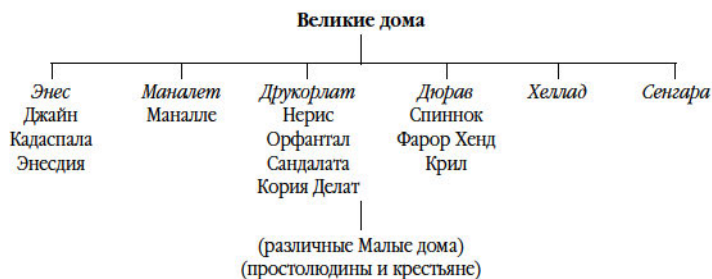 Великие дома
Энес Маналет Друкорлат Дюрав Хеллад Сенгара
Джайн Маналле Нерис Спиннок
Кадаспала Орфантал Фарор Хенд
Энесдия Сандалата Крил
Кория Делат
(различные Малые дома)
(простолюдины и крестьяне)